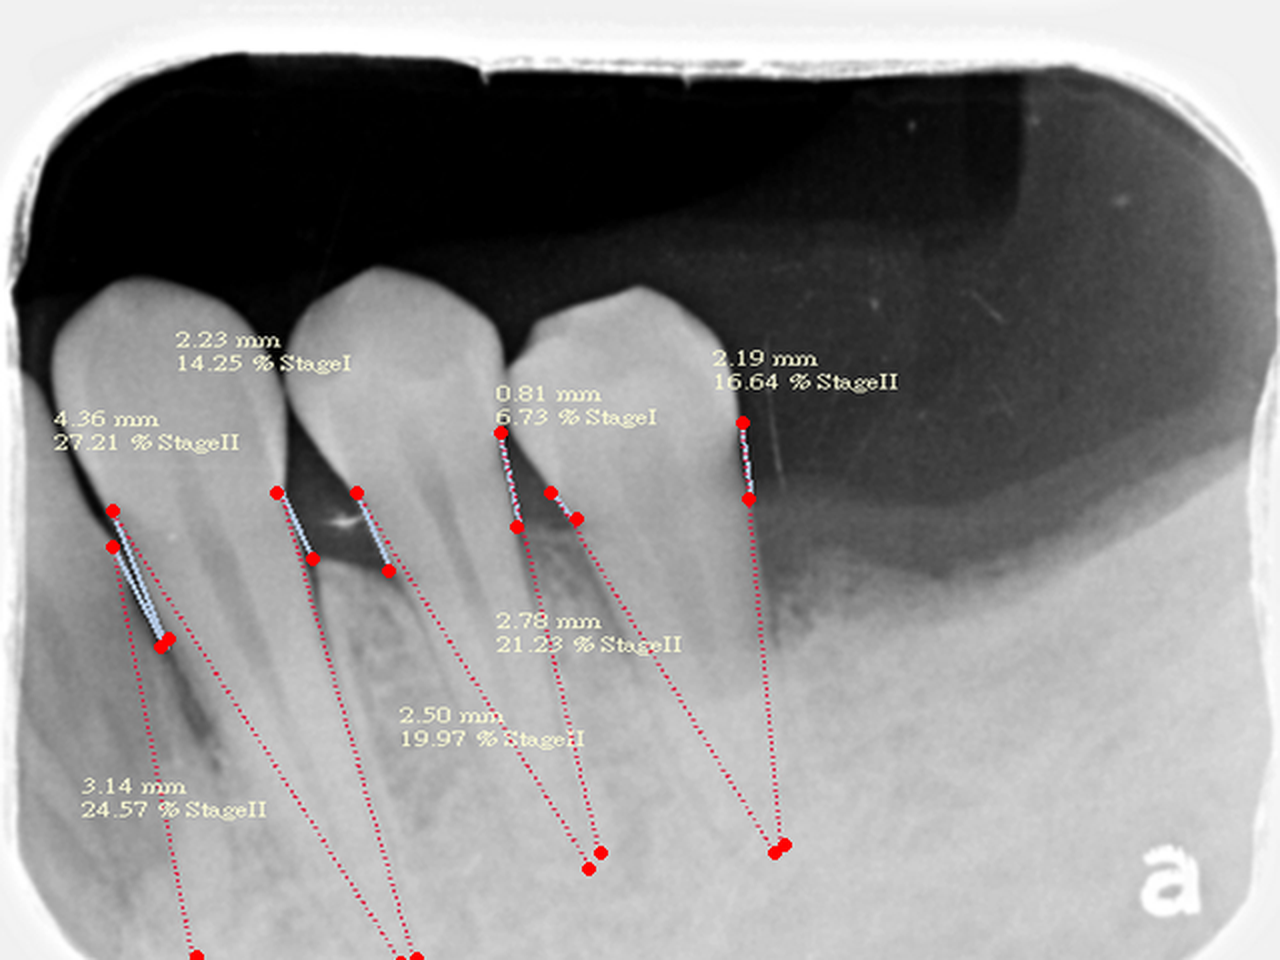 2.23 mm
14.25 % StageI
2.19 mm
16.64 % StageII
0.81 mm
6.73 % StageI
4.36 mm
27.21 % StageII
2.78 mm
21.23 % StageII
2.50 mm
19.97 % StageII
3.14 mm
24.57 % StageII
a